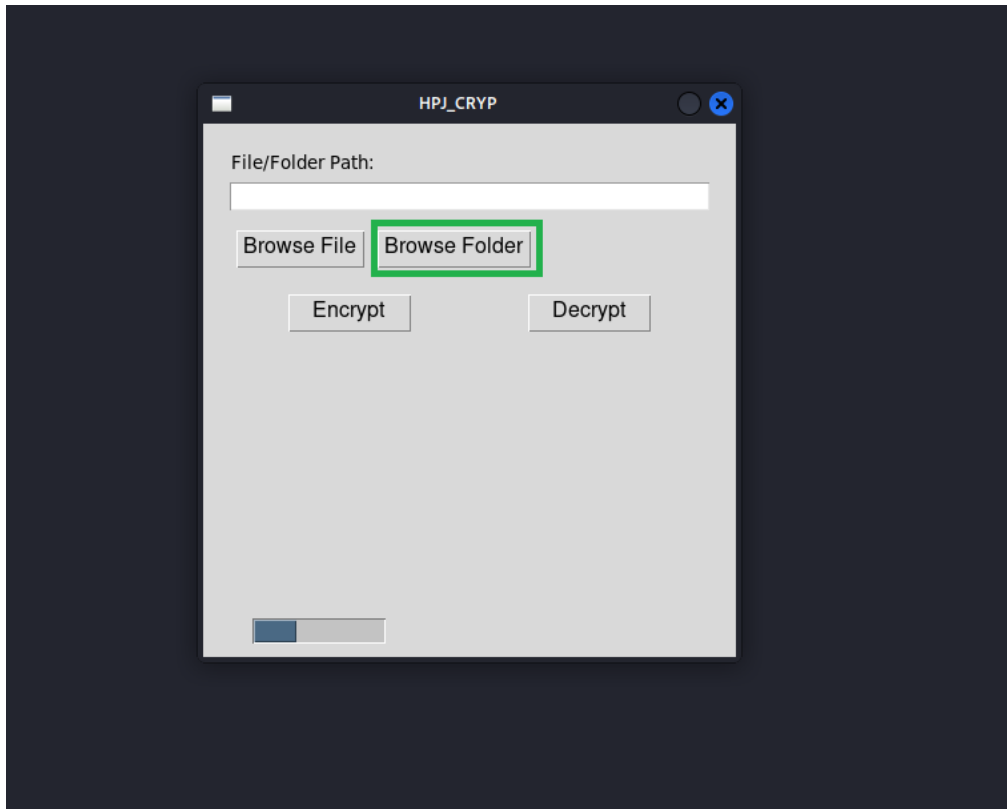 HPJ_CRYP
File/Folder Path:
Browse File Browse Folder
Encrypt Decrypt